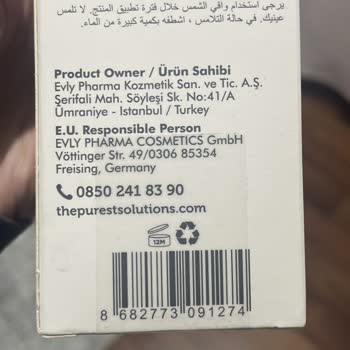 يرجى استخدام واقي الشمس خلال فترة تطبيق المنتج. لا تلمس
عينيك. في حالة التلامس ، اشطفه بكمية كبيرة من الماء.
Product Owner / Ürün Sahibi
Evly Pharma Kozmetik San. ve Tic. A.Ş.
Şerifali Mah. Söyleşi Sk. No:41/A
Ümraniye - Istanbul / Turkey
E.U. Responsible Person
EVLY PHARMA COSMETICS GmbH
Vöttinger Str. 49/0306 85354
Freising, Germany
0850 241 83 90
thepurestsolutions.com
12M
8 682773 091274